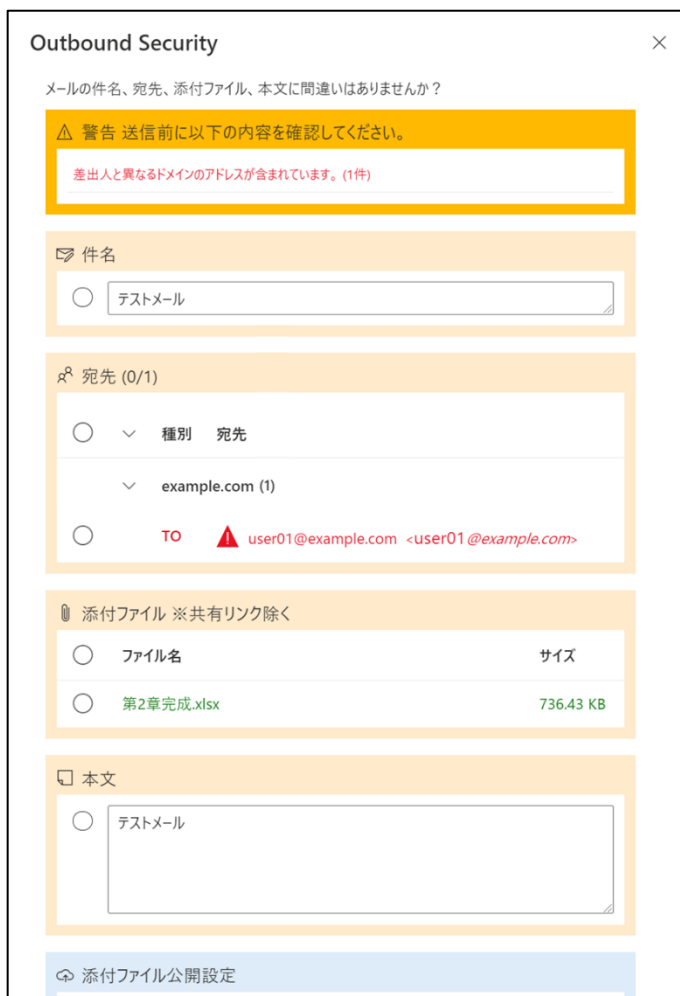 Outbound Security
メールの件名、宛先、添付ファイル、本文に間違いはありませんか？
警告 送信前に以下の内容を確認してください。
差出人と異なるドメインのアドレスが含まれています。(1件)
件名
テストメール
宛先 (0/1)
種別 宛先
example.com (1)
TO user01@example.com <user01@example.com>
添付ファイル ※共有リンク除く
ファイル名 サイズ
第2章完成.xlsx 736.43 KB
本文
テストメール
添付ファイル公開設定